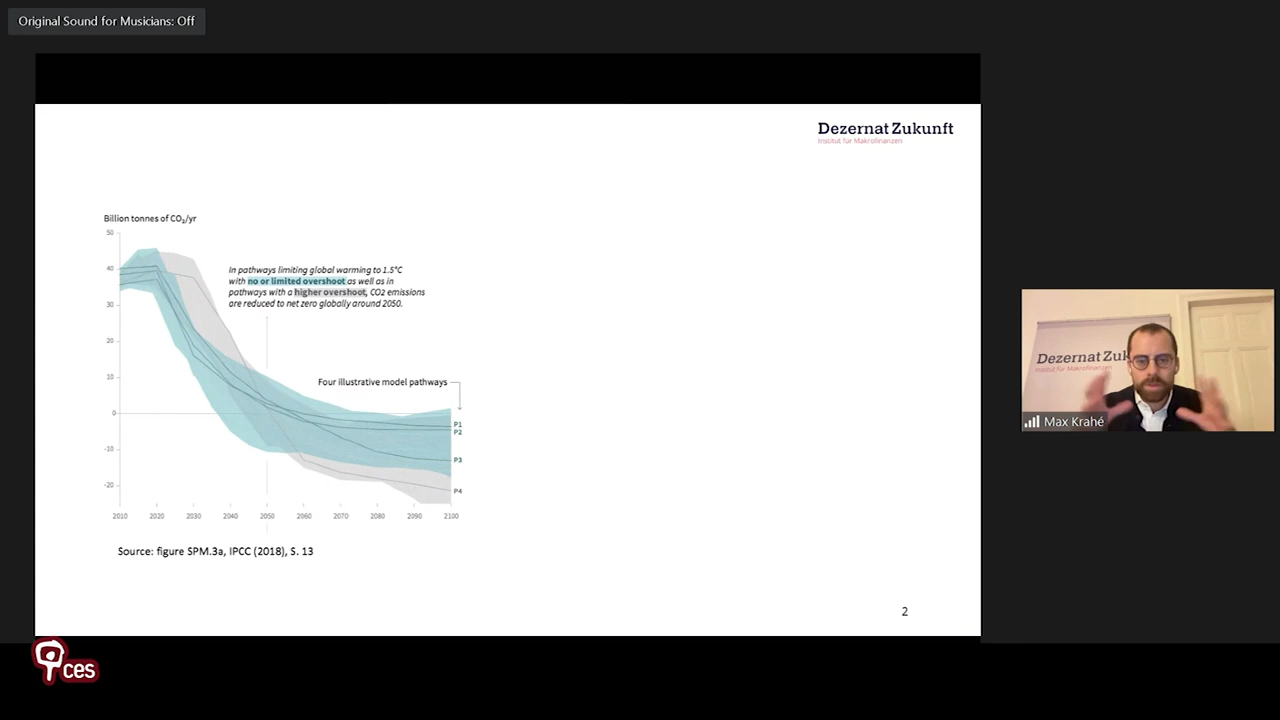 Original Sound for Musicians: Off
Dezernat Zukunft
Institut für Makrofinanzen
Billion tonnes of CO₂/yr
50
40
30
20
10
0
-10
-20
In pathways limiting global warming to 1.5°C
with no or limited overshoot as well as in
pathways with a higher overshoot, CO2 emissions
are reduced to net zero globally around 2050.
Four illustrative model pathways
P1
P2
P3
P4
2010 2020 2030 2040 2050 2060 2070 2080 2090 2100
Source: figure SPM.3a, IPCC (2018), S. 13
2
Dezernat Zuk
Institut für Makrofinanzen
Max Krahé
ces